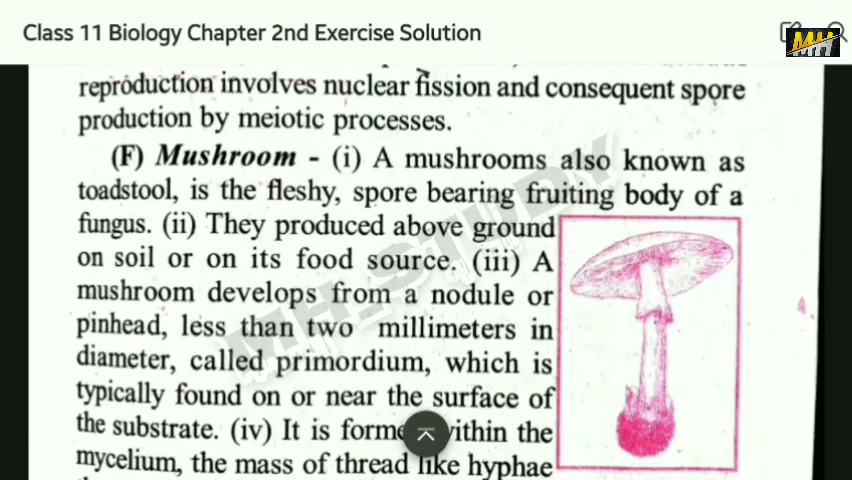 Class 11 Biology Chapter 2nd Exercise Solution
MH
reproduction involves nuclear fission and consequent spore
production by meiotic processes.
(F) Mushroom - (i) A mushrooms also known as
toadstool, is the fleshy, spore bearing fruiting body of a
fungus. (ii) They produced above ground
on soil or on its food source. (iii) A
mushroom develops from a nodule or
pinhead, less than two millimeters in
diameter, called primordium, which is
typically found on or near the surface of
the substrate. (iv) It is within the
mycelium, the mass of thread like hyphae
MH_STUDY